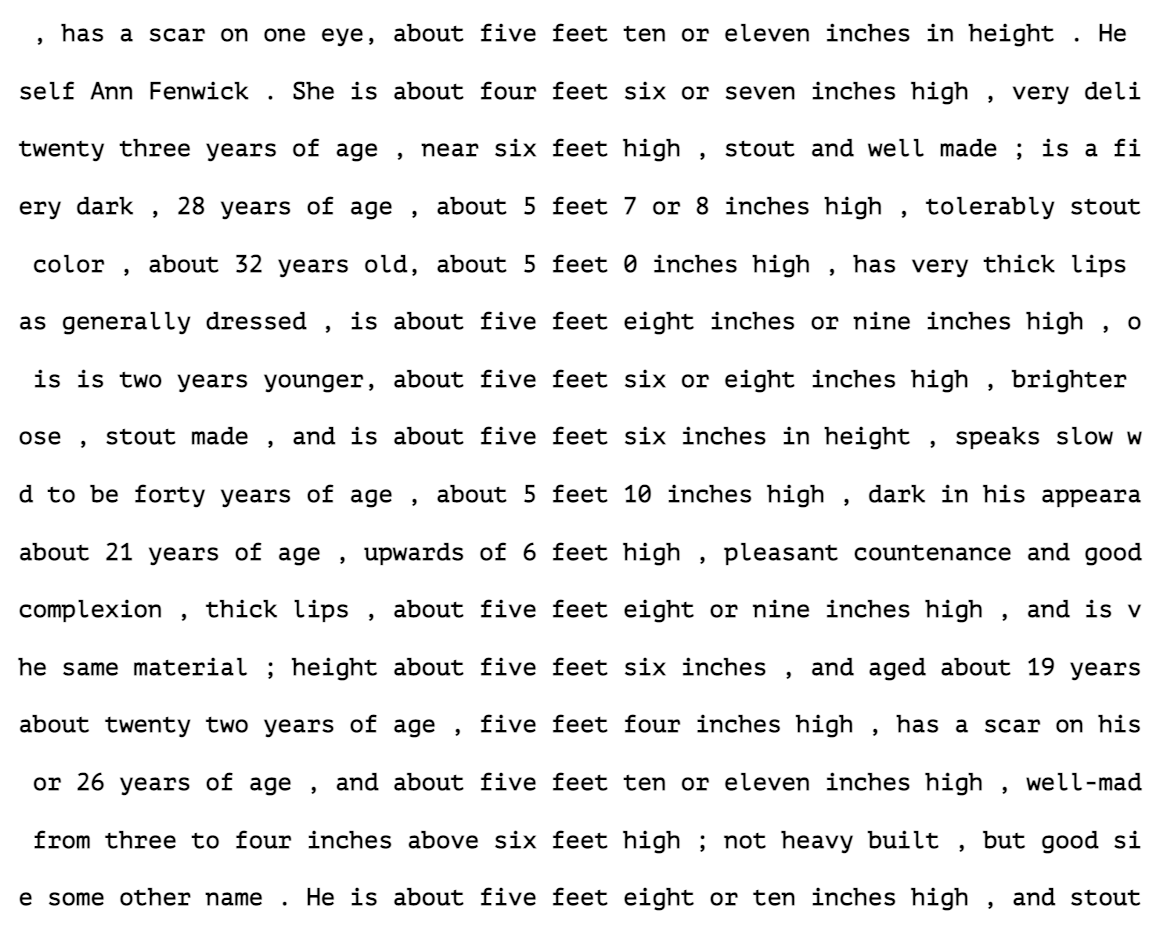 , has a scar on one eye, about five feet ten or eleven inches in height . He
self Ann Fenwick . She is about four feet six or seven inches high , very deli
twenty three years of age , near six feet high , stout and well made ; is a fi
ery dark , 28 years of age , about 5 feet 7 or 8 inches high , tolerably stout
color , about 32 years old, about 5 feet 0 inches high , has very thick lips
as generally dressed , is about five feet eight inches or nine inches high , o
is is two years younger, about five feet six or eight inches high , brighter
ose , stout made , and is about five feet six inches in height , speaks slow w
d to be forty years of age , about 5 feet 10 inches high , dark in his appeara
about 21 years of age , upwards of 6 feet high , pleasant countenance and good
complexion , thick lips , about five feet eight or nine inches high , and is v
he same material ; height about five feet six inches , and aged about 19 years
about twenty two years of age , five feet four inches high , has a scar on his
or 26 years of age , and about five feet ten or eleven inches high , well-mad
from three to four inches above six feet high ; not heavy built , but good si
e some other name . He is about five feet eight or ten inches high , and stout